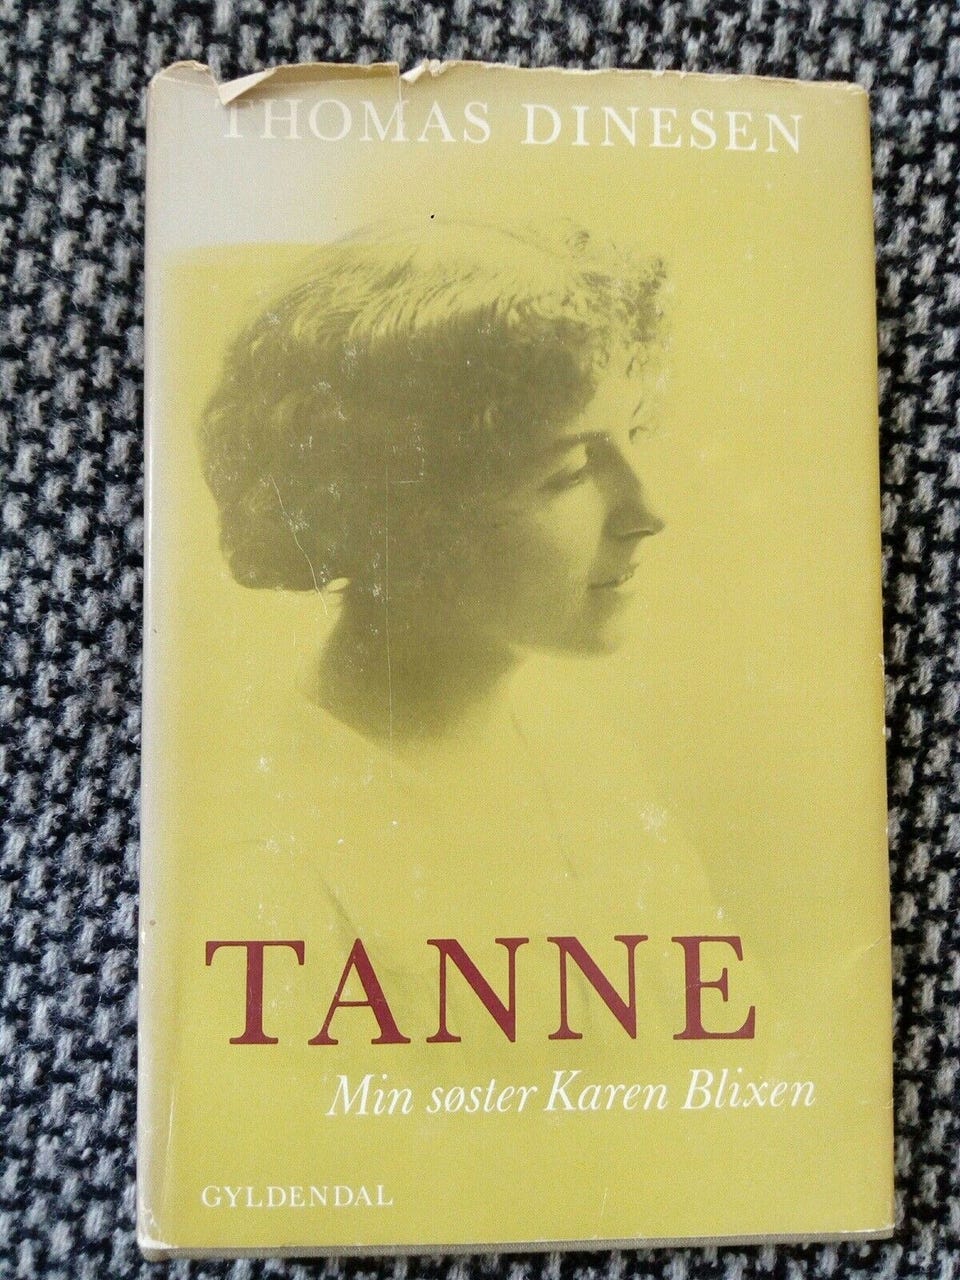 THOMAS DINESEN
TANNE
Min søster Karen Blixen
GYLDENDAL